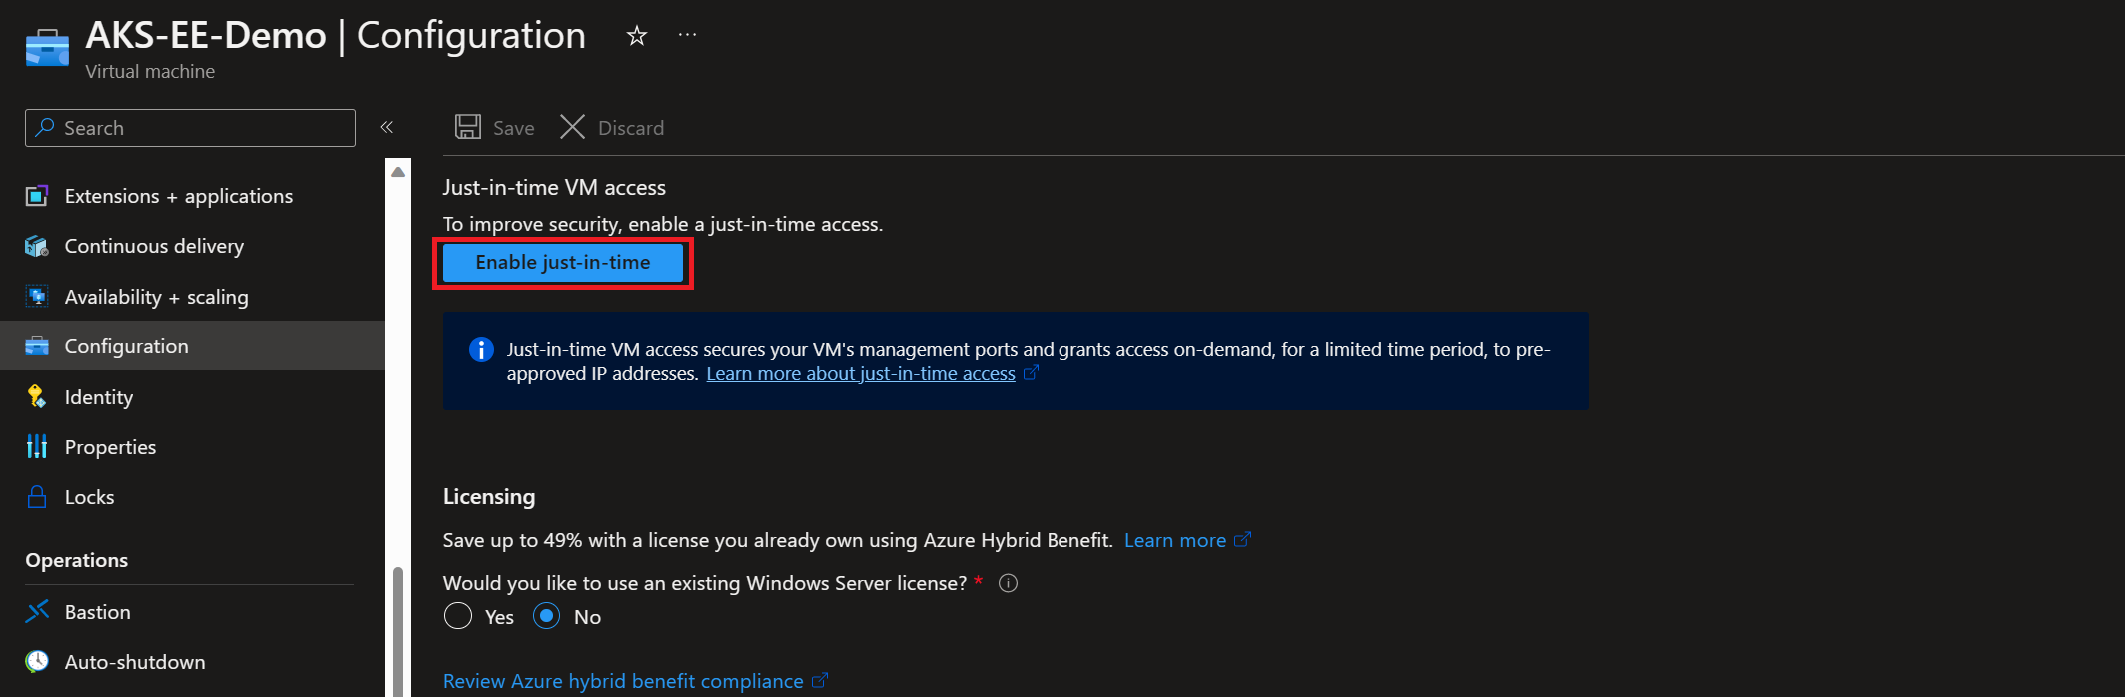 AKS-EE-Demo | Configuration
Virtual machine
Search
Save Discard
Extensions + applications
Continuous delivery
Availability + scaling
Configuration
Identity
Properties
Locks
Operations
Bastion
Auto-shutdown
Just-in-time VM access
To improve security, enable a just-in-time access.
Enable just-in-time
Just-in-time VM access secures your VM's management ports and grants access on-demand, for a limited time period, to pre-
approved IP addresses. Learn more about just-in-time access
Licensing
Save up to 49% with a license you already own using Azure Hybrid Benefit. Learn more
Would you like to use an existing Windows Server license? *
Yes No
Review Azure hybrid benefit compliance